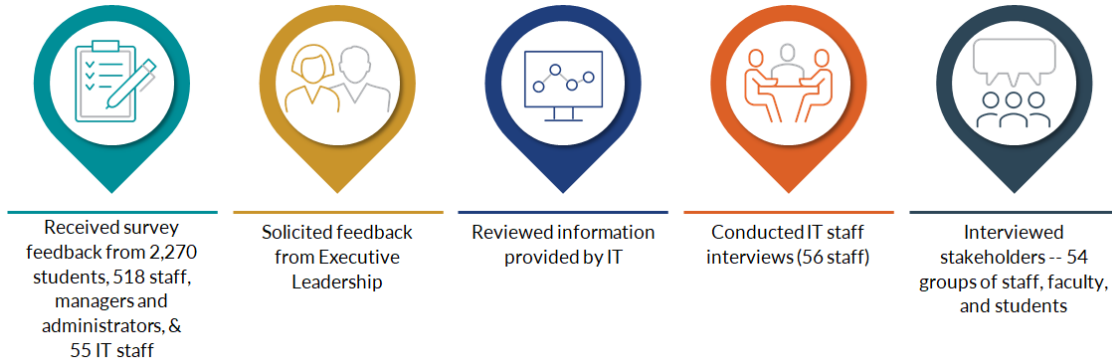 Received survey
feedback from 2,270
students, 518 staff,
managers and
administrators, &
55 IT staff
Solicited feedback
from Executive
Leadership
Reviewed information
provided by IT
Conducted IT staff
interviews (56 staff)
Interviewed
stakeholders -- 54
groups of staff, faculty,
and students